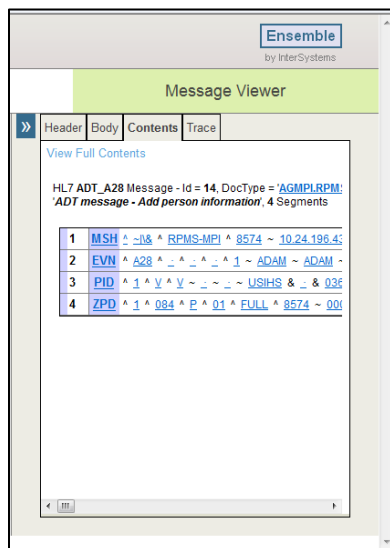 Ensemble
by InterSystems
Message Viewer
» Header Body Contents Trace
View Full Contents
HL7 ADT_A28 Message - Id = 14, DocType = 'AGMPI.RPM
'ADT message - Add person information', 4 Segments
1 MSH ^ ~|\& ^ RPMS-MPI ^ 8574 ~ 10.24.196.43
2 EVN ^ A28 ^ : ^ : ^ : ^ 1 ~ ADAM ~ ADAM ~
3 PID ^ 1 ^ V ^ V ~ : ~ : ~ USIHS & : & 036
4 ZPD ^ 1 ^ 084 ^ P ^ 01 ^ FULL ^ 8574 ~ 000